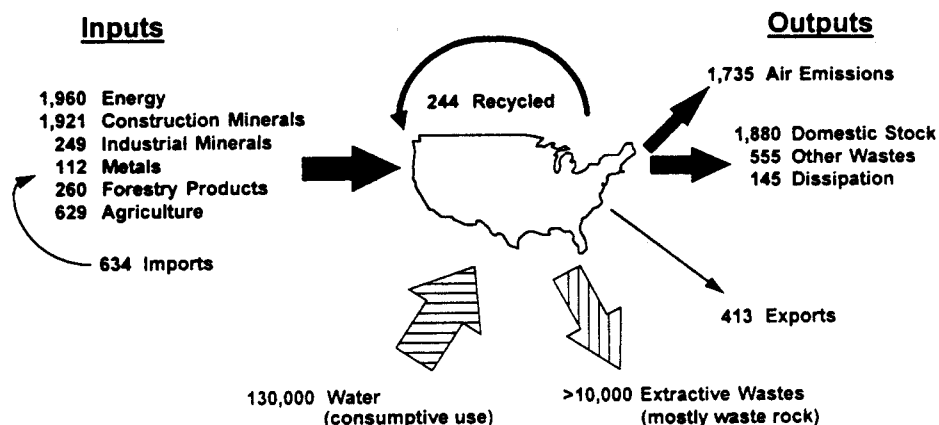 Inputs
1,960 Energy
1,921 Construction Minerals
249 Industrial Minerals
112 Metals
260 Forestry Products
629 Agriculture
634 Imports
244 Recycled
Outputs
1,735 Air Emissions
1,880 Domestic Stock
555 Other Wastes
145 Dissipation
413 Exports
130,000 Water
(consumptive use)
>10,000 Extractive Wastes
(mostly waste rock)